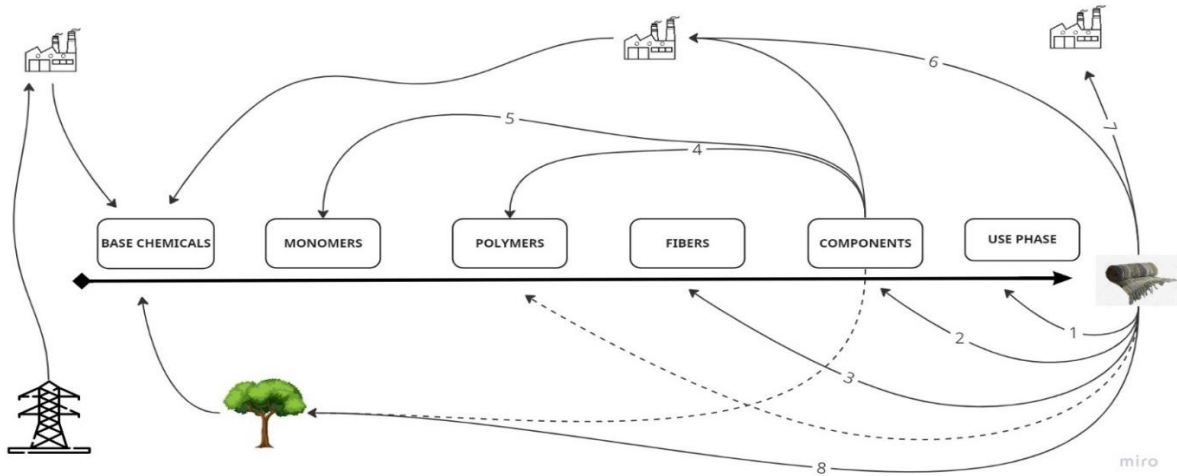 6
7
5
4
BASE CHEMICALS
MONOMERS
POLYMERS
FIBERS
COMPONENTS
USE PHASE
1
2
3
8
miro